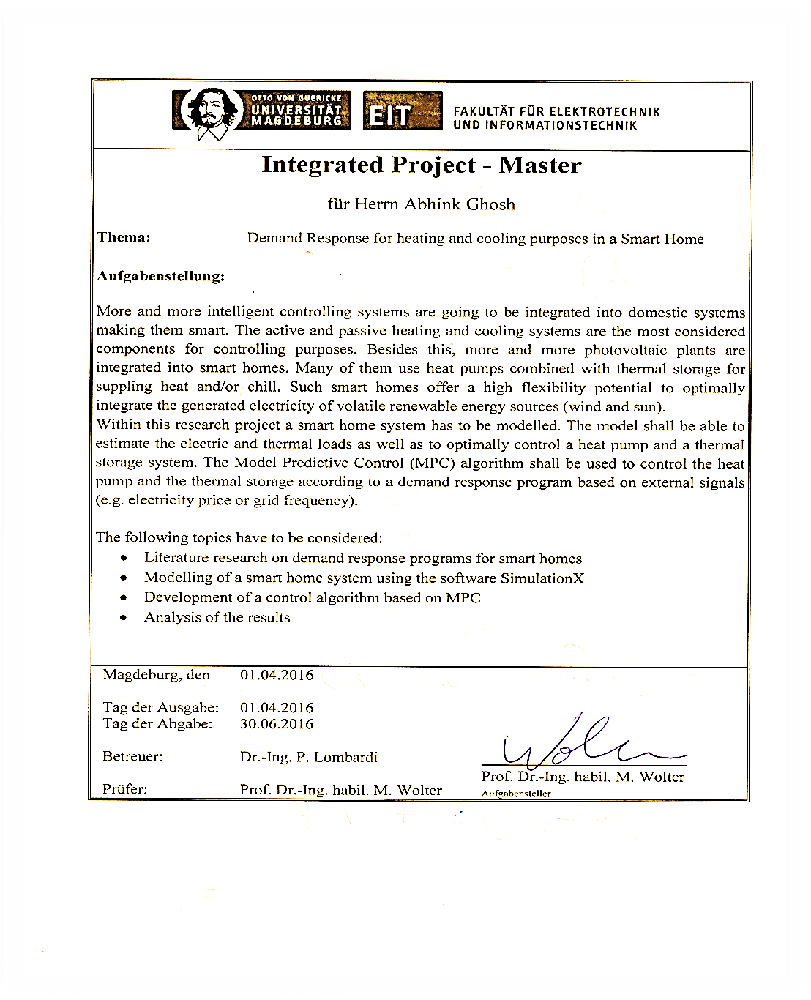 OTTO VON GUERICKE
UNIVERSITÄT
MAGDEBURG
EIT
FAKULTÄT FÜR ELEKTROTECHNIK
UND INFORMATIONSTECHNIK
Integrated Project - Master
für Herrn Abhink Ghosh
Thema: Demand Response for heating and cooling purposes in a Smart Home
Aufgabenstellung:
More and more intelligent controlling systems are going to be integrated into domestic systems
making them smart. The active and passive heating and cooling systems are the most considered
components for controlling purposes. Besides this, more and more photovoltaic plants are
integrated into smart homes. Many of them use heat pumps combined with thermal storage for
suppling heat and/or chill. Such smart homes offer a high flexibility potential to optimally
integrate the generated electricity of volatile renewable energy sources (wind and sun).
Within this research project a smart home system has to be modelled. The model shall be able to
estimate the electric and thermal loads as well as to optimally control a heat pump and a thermal
storage system. The Model Predictive Control (MPC) algorithm shall be used to control the heat
pump and the thermal storage according to a demand response program based on external signals
(e.g. electricity price or grid frequency).
The following topics have to be considered:
• Literature research on demand response programs for smart homes
• Modelling of a smart home system using the software SimulationX
• Development of a control algorithm based on MPC
• Analysis of the results
Magdeburg, den 01.04.2016
Tag der Ausgabe: 01.04.2016
Tag der Abgabe: 30.06.2016
Betreuer: Dr.-Ing. P. Lombardi
Prüfer: Prof. Dr.-Ing. habil. M. Wolter
Wolter
Prof. Dr.-Ing. habil. M. Wolter
Aufgabensteller